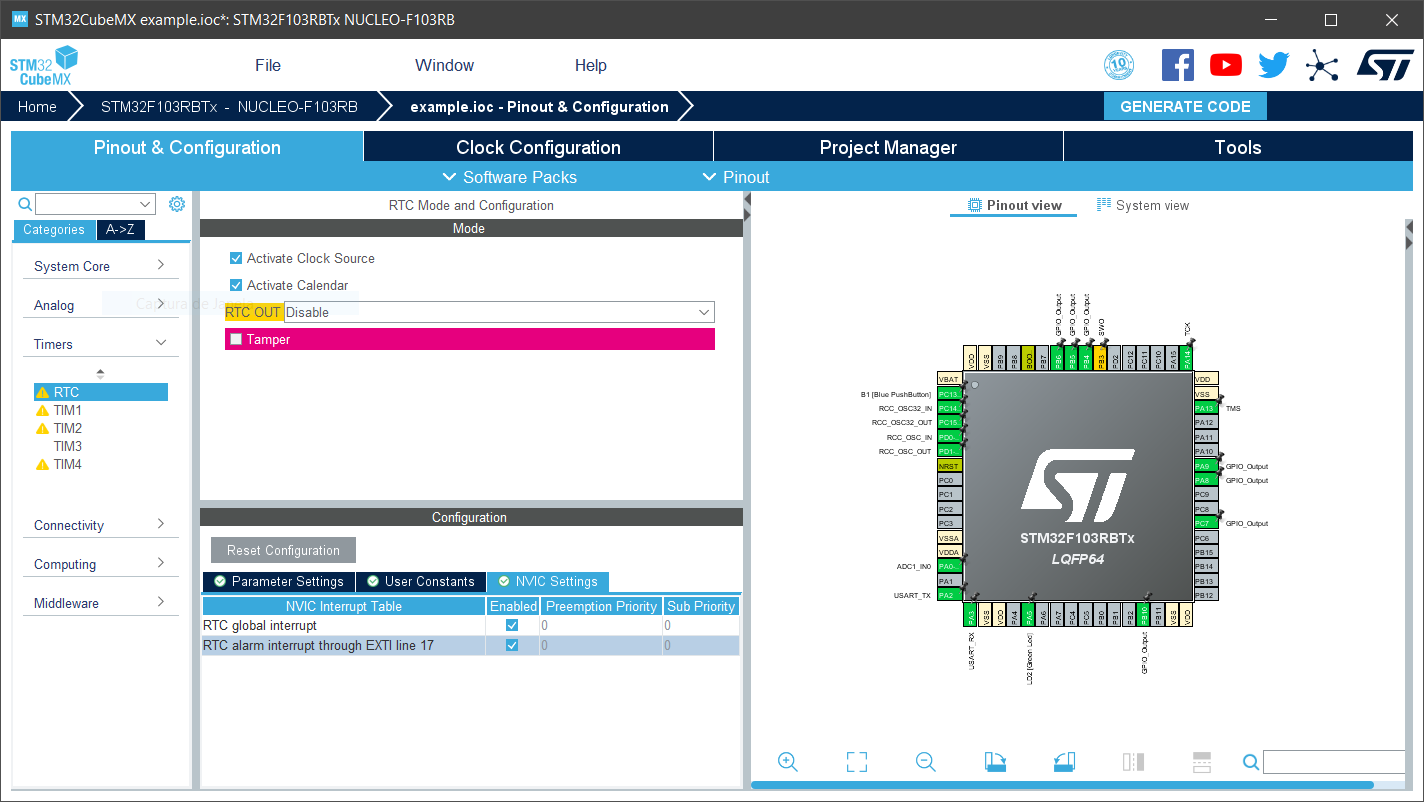 MX STM32CubeMX example.ioc*: STM32F103RBTx NUCLEO-F103RB
STM32 CubeMX
File Window Help
10
Home STM32F103RBTx - NUCLEO-F103RB example.ioc - Pinout & Configuration GENERATE CODE
Pinout & Configuration Clock Configuration Project Manager Tools
Software Packs Pinout
Categories A->Z
System Core
Analog
Captura de
Timers
RTC
TIM1
TIM2
TIM3
TIM4
Connectivity
Computing
Middleware
RTC Mode and Configuration
Mode
Activate Clock Source
Activate Calendar
RTC OUT Disable
Tamper
Configuration
Reset Configuration
Parameter Settings User Constants NVIC Settings
NVIC Interrupt Table Enabled Preemption Priority Sub Priority
RTC global interrupt 0 0
RTC alarm interrupt through EXTI line 17 0 0
Pinout view System view
GPIO_Output
GPIO_Output
GPIO_Output
SWO
TCK
VDD
VSS
PB9
PB8
BOO
PB7
PB6
PB5
PB4
PB3
PD2
PC12
PC11
PC10
PA15
PA14
VBAT
B1 [Blue PushButton] PC13
RCC_OSC32_IN PC14
RCC_OSC32_OUT PC15
RCC_OSC_IN PD0-
RCC_OSC_OUT PD1-
NRST
PC0
PC1
PC2
PC3
VSSA
VDDA
ADC1_IN0 PA0-
PA1
USART_TX PA2
STM32F103RBTx
LQFP64
VDD
VSS
PA13 TMS
PA12
PA11
PA10
PA9 GPIO_Output
PA8 GPIO_Output
PC9
PC8
PC7 GPIO_Output
PC6
PB15
PB14
PB13
PB12
PA3
VSS
VDD
PA5
PA6
PA7
PC4
PC5
PB0
PB1
PB2
PB10
PB11
VSS
VDD
USART_RX
LD2 [Green Led]
GPIO_Output